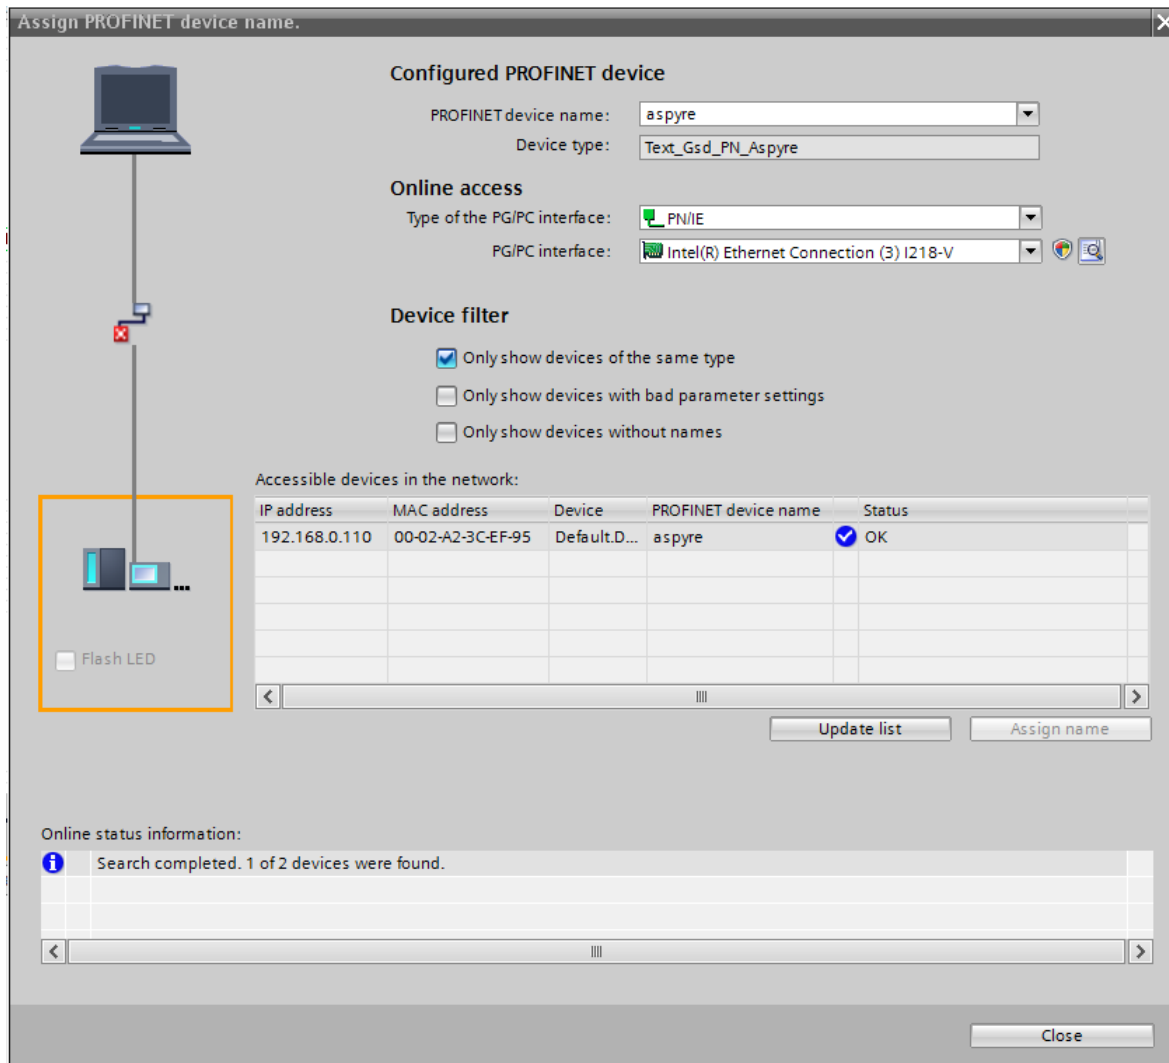 Assign PROFINET device name.
Configured PROFINET device
PROFINET device name: aspyre
Device type: Text_Gsd_PN_Aspyre
Online access
Type of the PG/PC interface: PN/IE
PG/PC interface: Intel(R) Ethernet Connection (3) I218-V
Device filter
Only show devices of the same type
Only show devices with bad parameter settings
Only show devices without names
Accessible devices in the network:
IP address MAC address Device PROFINET device name Status
192.168.0.110 00-02-A2-3C-EF-95 Default.D... aspyre OK
Flash LED
Update list Assign name
Online status information:
Search completed. 1 of 2 devices were found.
Close